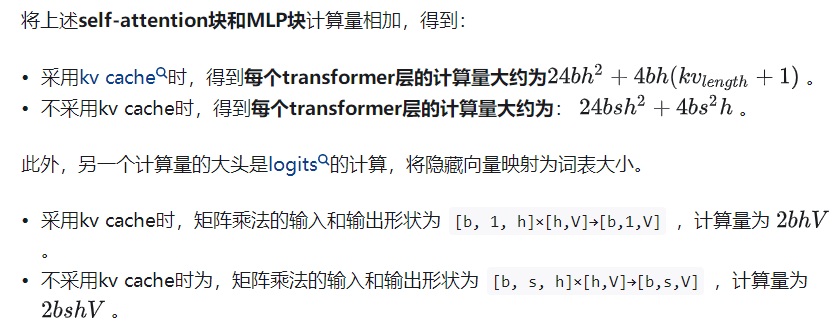 将上述self-attention块和MLP块计算量相加，得到：
• 采用kv cache时，得到每个transformer层的计算量大约为$24bh^2 + 4bh(kv_{length} + 1)$ 。
• 不采用kv cache时，得到每个transformer层的计算量大约为： $24bsh^2 + 4bs^2h$ 。
此外，另一个计算量的大头是logits的计算，将隐藏向量映射为词表大小。
• 采用kv cache时，矩阵乘法的输入和输出形状为 [b, 1, h]×[h,V]→[b,1,V] ，计算量为 $2bhV$
。
• 不采用kv cache时为，矩阵乘法的输入和输出形状为 [b, s, h]×[h,V]→[b,s,V] ，计算量为
$2bshV$ 。